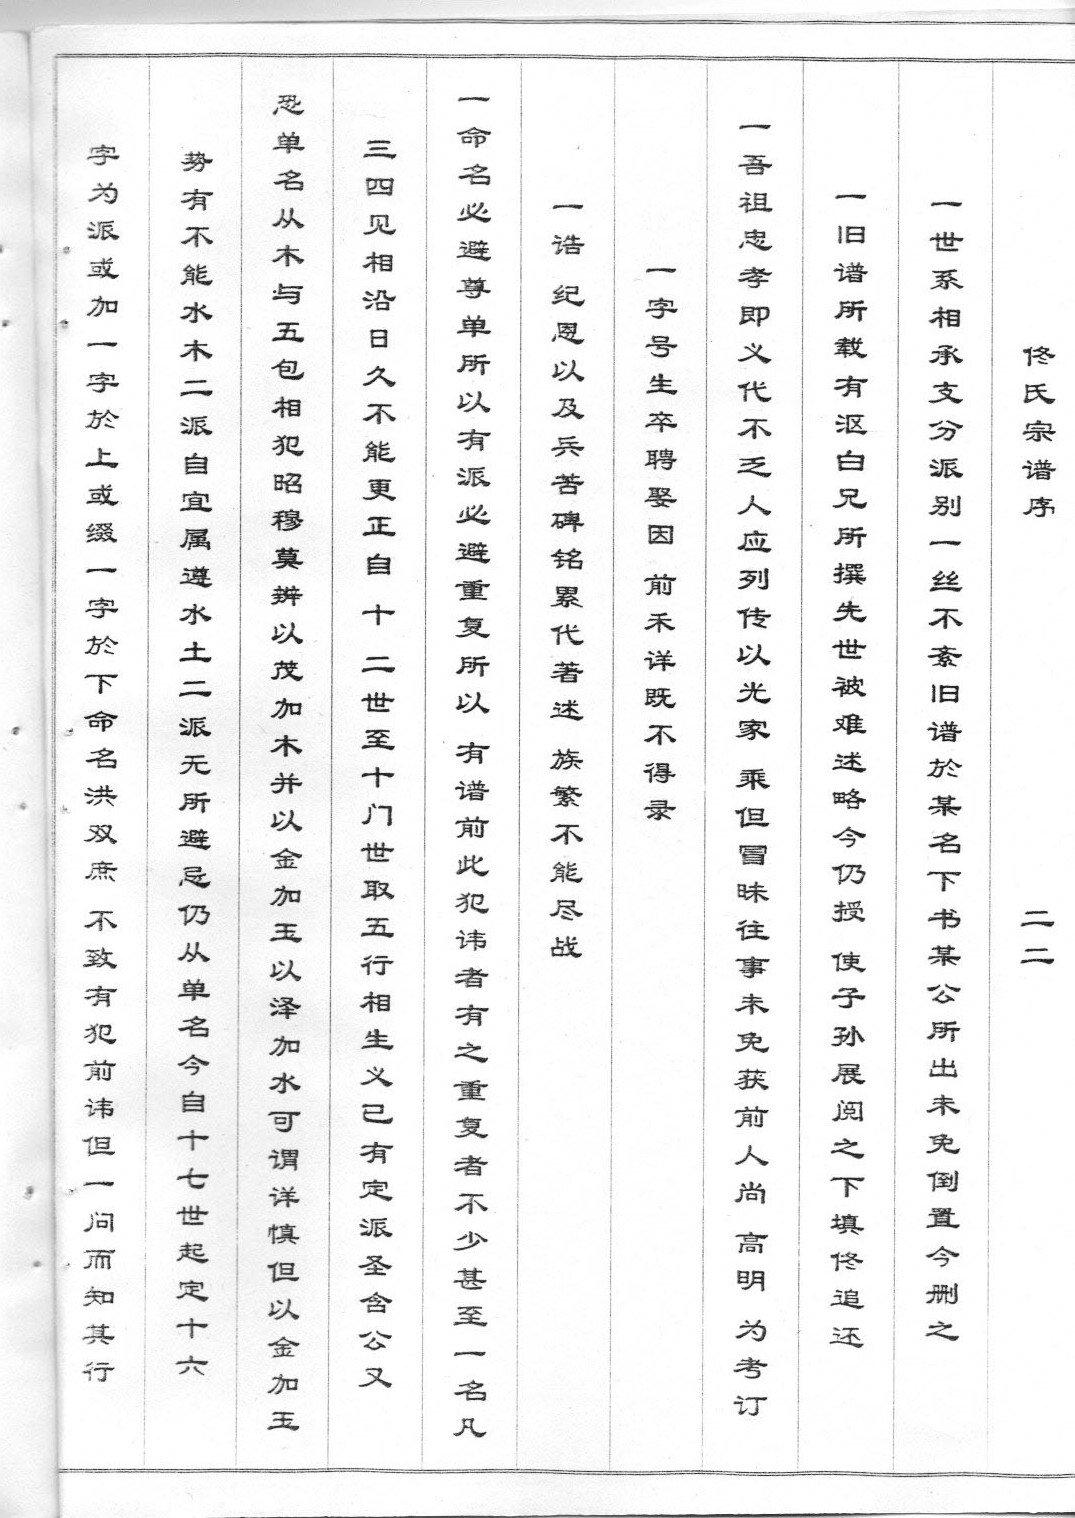 佟氏宗谱序 二二
一世系相承支分派别一丝不紊旧谱於某名下书某公所出未免倒置今删之
一旧谱所载有沤白兄所撰先世被难述略今仍授 使子孙展阅之下填佟追还
一吾祖忠孝即义代不乏人应列传以光家 乘但冒昧往事未免获前人尚 高明 为考订
一字号生卒聘娶因 前禾详既不得录
一诰 纪恩以及兵苦碑铭累代著述 族繁不能尽战
一命名必避尊单所以有派必避重复所以 有谱前此犯讳者有之重复者不少甚至一名凡
三四见相沿日久不能更正自十二世至十门世取五行相生义已有定派圣含公又
恐单名从木与五包相犯昭穆莫辨以茂加木并以金加玉以泽加水可谓详慎但以金加玉
势有不能水木二派自宜属遵水土二派无所避忌仍从单名今自十七世起定十六
字为派或加一字於上或缀一字於下命名洪双庶 不致有犯前讳但一问而知其行